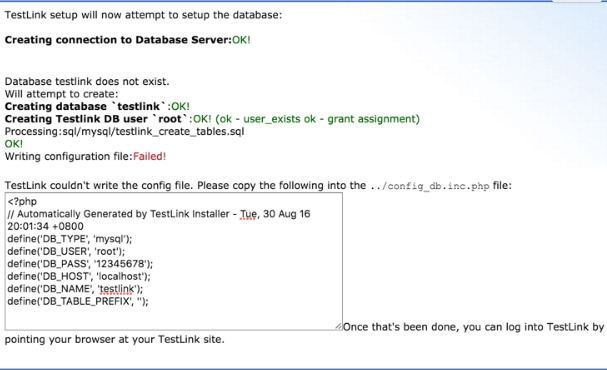 TestLink setup will now attempt to setup the database:
Creating connection to Database Server:OK!
Database testlink does not exist.
Will attempt to create:
Creating database `testlink`:OK!
Creating Testlink DB user `root`:OK! (ok - user_exists ok - grant assignment)
Processing:sql/mysql/testlink_create_tables.sql
OK!
Writing configuration file:Failed!
TestLink couldn't write the config file. Please copy the following into the ../config_db.inc.php file:
<?php
// Automatically Generated by TestLink Installer - Tue, 30 Aug 16
20:01:34 +0800
define('DB_TYPE', 'mysql');
define('DB_USER', 'root');
define('DB_PASS', '12345678');
define('DB_HOST', 'localhost');
define('DB_NAME', 'testlink');
define('DB_TABLE_PREFIX', '');
Once that's been done, you can log into TestLink by
pointing your browser at your TestLink site.